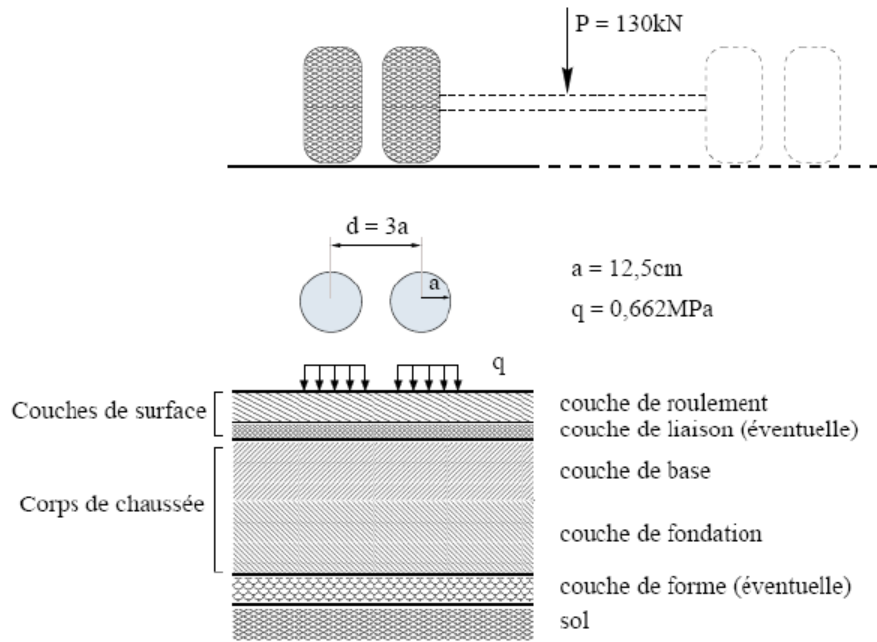 P = 130kN
d = 3a
a
a = 12,5cm
q = 0,662MPa
q
Couches de surface
couche de roulement
couche de liaison (éventuelle)
couche de base
Corps de chaussée
couche de fondation
couche de forme (éventuelle)
sol